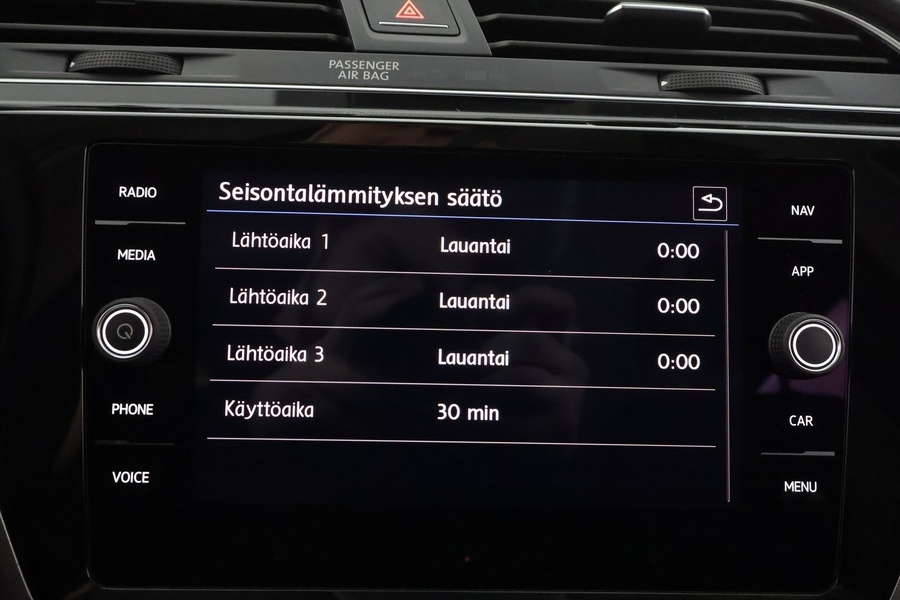 PASSENGER
AIR BAG
RADIO
MEDIA
PHONE
VOICE
Seisontalämmityksen säätö
Lähtöaika 1 Lauantai 0:00
Lähtöaika 2 Lauantai 0:00
Lähtöaika 3 Lauantai 0:00
Käyttöaika 30 min
NAV
APP
CAR
MENU